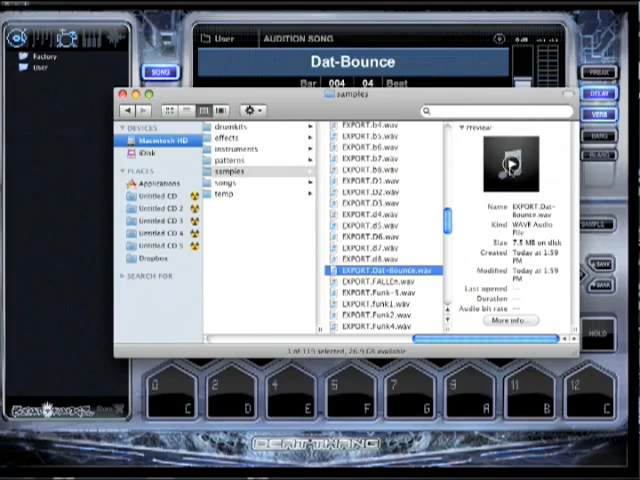 User
AUDITION SONG
Factory
User
Dat-Bounce
SONG
Bar 004 04 Beat
samples
DEVICES
Macintosh HD
iDisk
PLACES
Applications
Untitled CD
Untitled CD 2
Untitled CD 3
Untitled CD 4
Untitled CD 5
Dropbox
SEARCH FOR
drumkits
effects
instruments
patterns
samples
songs
temp
EXPORT.b4.wav
EXPORT.b5.wav
EXPORT.b6.wav
EXPORT.b7.wav
EXPORT.B8.wav
EXPORT.D1.wav
EXPORT.D2.wav
EXPORT.D3.wav
EXPORT.d4.wav
EXPORT.d5.wav
EXPORT.D6.wav
EXPORT.d7.wav
EXPORT.d8.wav
EXPORT.Dat-Bounce.wav
EXPORT.FALLEn.wav
EXPORT.Funk-3.wav
EXPORT.funk1.wav
EXPORT.Funk2.wav
EXPORT.Funk4.wav
Preview:
Name EXPORT.Dat-
Bounce.wav
Kind WAVE Audio
File
Size 7.5 MB on disk
Created Today at 1:59
PM
Modified Today at 1:59
PM
Last opened --
Duration --
Audio bit rate --
More info...
1 of 119 selected, 26.9 GB available
DELAY
VERB
SAMPLE
BANK
BANK
HOLD
0 C
2 D
4 E
5 F
7 G
9 A
11 B
12 C